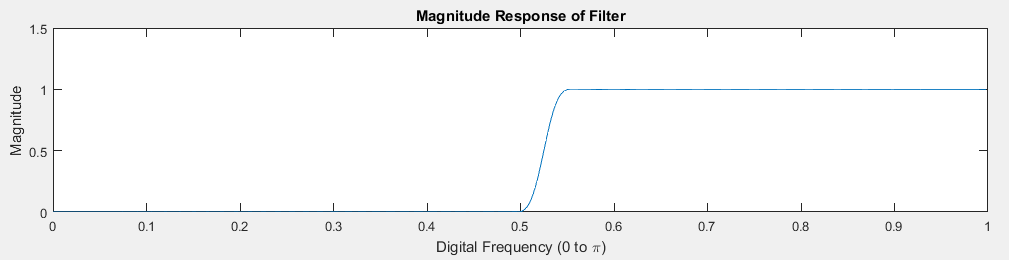 Magnitude Response of Filter
1.5
1
0.5
0
Magnitude
0 0.1 0.2 0.3 0.4 0.5 0.6 0.7 0.8 0.9 1
Digital Frequency (0 to π)